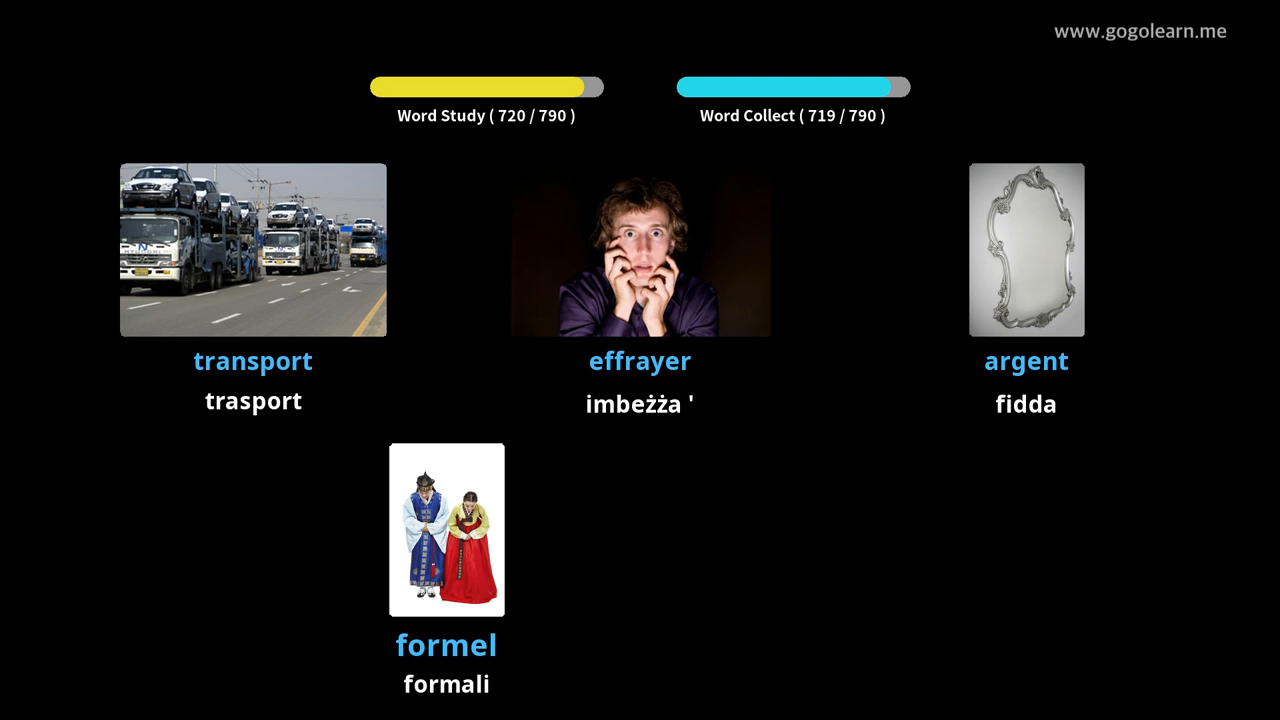 www.gogolearn.me
Word Study ( 720 / 790 )
Word Collect ( 719 / 790 )
transport
trasport
effrayer
imbeżża '
argent
fidda
formel
formali